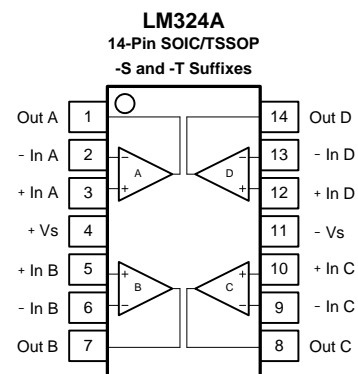 LM324A
14-Pin SOIC/TSSOP
-S and -T Suffixes
Out A 1 14 Out D
- In A 2 - - 13 - In D
+ In A 3 + A D + 12 + In D
+ Vs 4 11 - Vs
+ In B 5 + B C + 10 + In C
- In B 6 - - 9 - In C
Out B 7 8 Out C